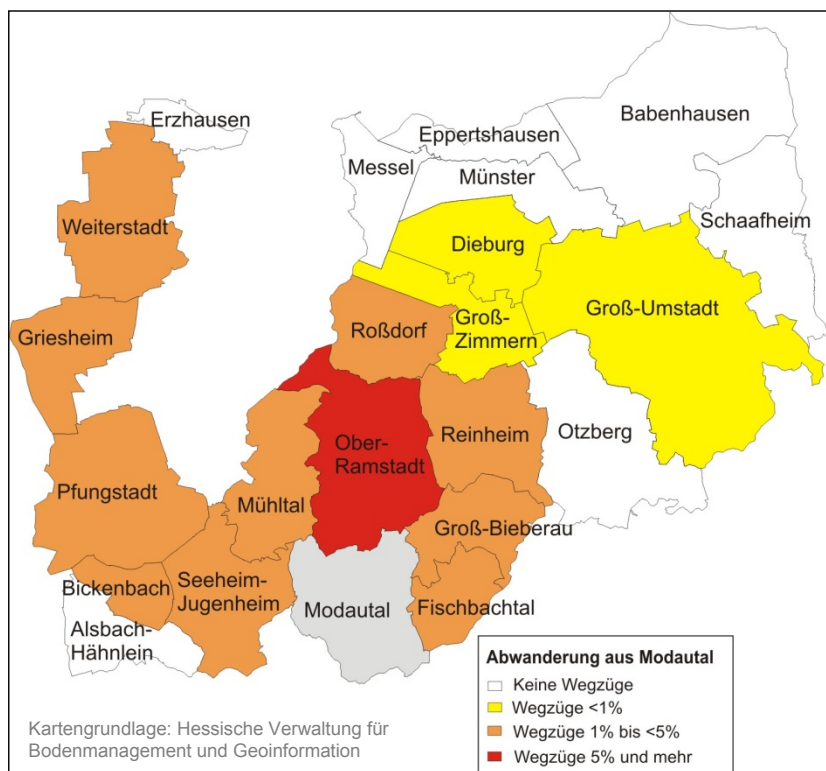 Erzhausen
Babenhausen
Eppertshausen
Messel
Münster
Schaafheim
Weiterstadt
Dieburg
Groß-Umstadt
Griesheim
Roßdorf
Groß-
Zimmern
Ober-
Ramstadt
Reinheim
Otzberg
Pfungstadt
Mühltal
Groß-Bieberau
Bickenbach
Seeheim-
Jugenheim
Modautal
Fischbachtal
Alsbach-
Hähnlein
Abwanderung aus Modautal
Keine Wegzüge
Wegzüge <1%
Wegzüge 1% bis <5%
Wegzüge 5% und mehr
Kartengrundlage: Hessische Verwaltung für
Bodenmanagement und Geoinformation